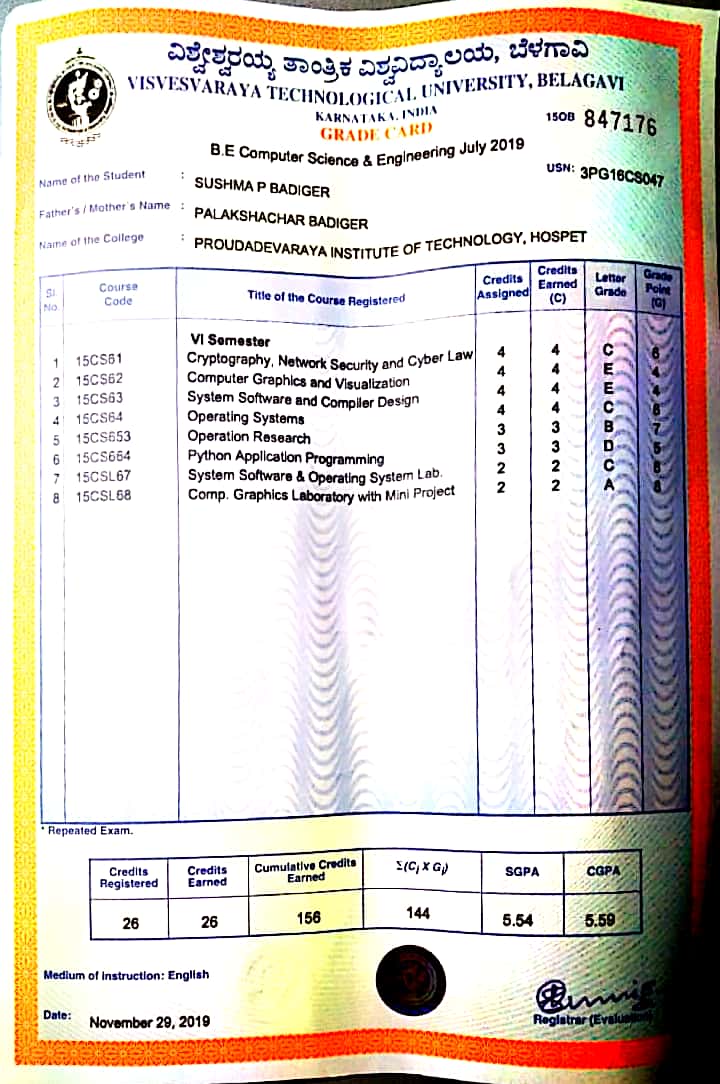 ವಿಶ್ವೇಶ್ವರಯ್ಯ ತಾಂತ್ರಿಕ ವಿಶ್ವವಿದ್ಯಾಲಯ, ಬೆಳಗಾವಿ
VISVESVARAYA TECHNOLOGICAL UNIVERSITY, BELAGAVI
KARNATAKA, INDIA
GRADE CARD
15OB 847176
B.E Computer Science & Engineering July 2019
USN: 3PG16CS047
Name of the Student : SUSHMA P BADIGER
Father's / Mother's Name : PALAKSHACHAR BADIGER
Name of the College : PROUDADEVARAYA INSTITUTE OF TECHNOLOGY, HOSPET
Sl. No. Course Code Title of the Course Registered Credits Assigned Credits Earned (C) Letter Grade Grade Point (G)
VI Semester
1 15CS61 Cryptography, Network Security and Cyber Law 4 4 C 6
2 15CS62 Computer Graphics and Visualization 4 4 E 4
3 15CS63 System Software and Compiler Design 4 4 E 4
4 15CS64 Operating Systems 4 4 C 6
5 15CS653 Operation Research 3 3 B 7
6 15CS664 Python Application Programming 3 3 D 5
7 15CSL67 System Software & Operating System Lab. 2 2 C 6
8 15CSL68 Comp. Graphics Laboratory with Mini Project 2 2 A 8
* Repeated Exam.
Credits Registered Credits Earned Cumulative Credits Earned Σ(Ci X Gi) SGPA CGPA
26 26 156 144 5.54 5.59
Medium of Instruction: English
Date: November 29, 2019
Registrar (Evaluation)